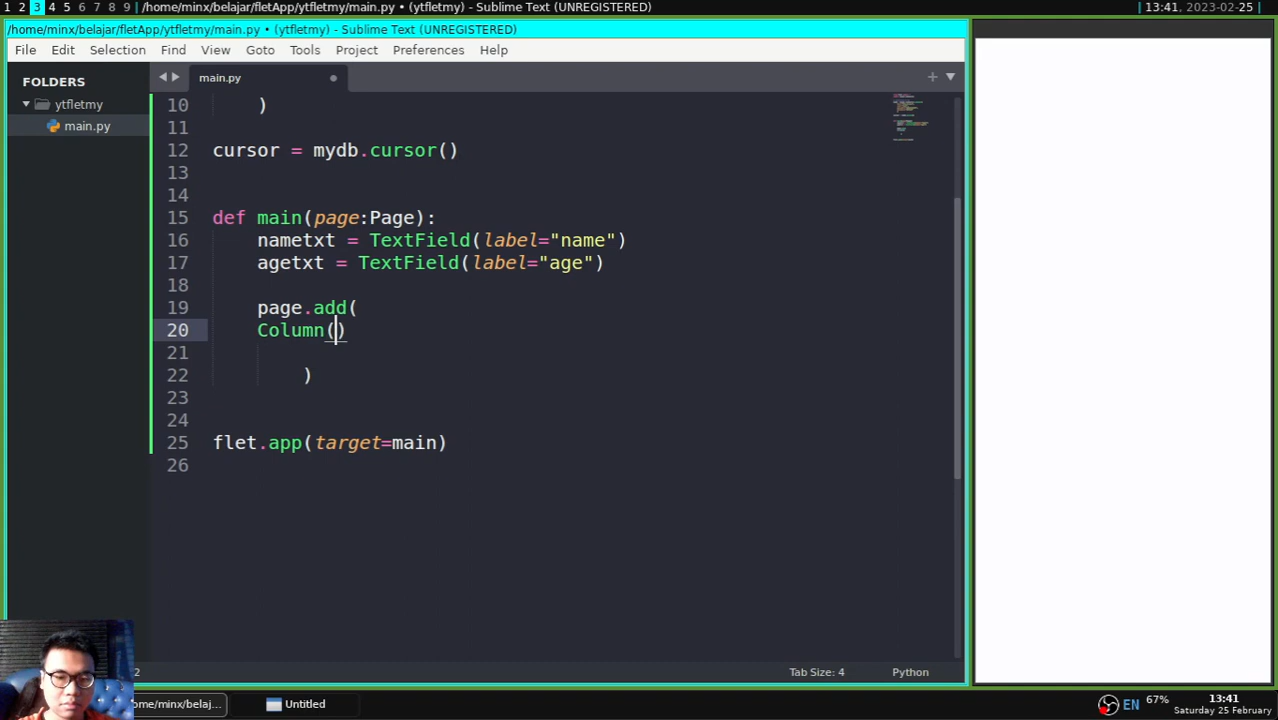 1 2 3 4 5 6 7 8 9 /home/minx/belajar/fletApp/ytfletmy/main.py • (ytfletmy) - Sublime Text (UNREGISTERED) 13:41, 2023-02-25
/home/minx/belajar/fletApp/ytfletmy/main.py • (ytfletmy) - Sublime Text (UNREGISTERED)
File Edit Selection Find View Goto Tools Project Preferences Help
FOLDERS
ytfletmy
main.py
main.py
10 )
11
12 cursor = mydb.cursor()
13
14
15 def main(page:Page):
16 nametxt = TextField(label="name")
17 agetxt = TextField(label="age")
18
19 page.add(
20 Column()
21
22 )
23
24
25 flet.app(target=main)
26
2 Tab Size: 4 Python
ome/minx/belaj... Untitled EN 67% 13:41
Saturday 25 February